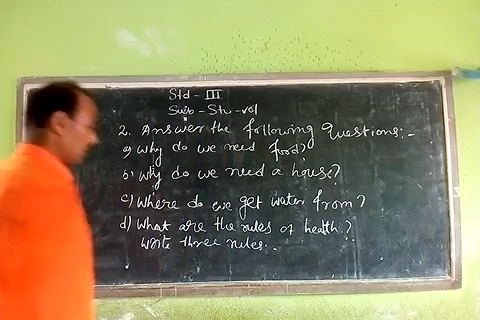 Std - III
Sub - Sti - vol
2. Answer the following Questions:-
a) Why do we need food?
b) Why do we need a house?
c) Where do we get water from?
d) What are the rules of health?
Write three rules:-